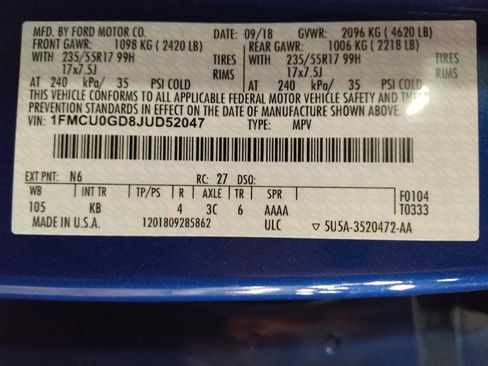 MFD. BY FORD MOTOR CO. DATE: 09/18 GVWR: 2096 KG (4620 LB)
FRONT GAWR: 1098 KG (2420 LB) REAR GAWR: 1006 KG (2218 LB)
WITH 235/55R17 99H TIRES WITH 235/55R17 99H TIRES
17x7.5J RIMS 17x7.5J RIMS
AT 240 kPa/ 35 PSI COLD AT 240 kPa/ 35 PSI COLD
THIS VEHICLE CONFORMS TO ALL APPLICABLE FEDERAL MOTOR VEHICLE SAFETY AND THEFT
PREVENTION STANDARDS IN EFFECT ON THE DATE OF MANUFACTURE SHOWN ABOVE.
VIN: 1FMCU0GD8JUD52047 TYPE: MPV
EXT PNT: N6 RC: 27 DSO:
WB INT TR TP/PS R AXLE TR SPR F0104
105 KB 4 3C 6 AAAA T0333
MADE IN U.S.A. 1201809285862 ULC ▽ 5U5A-3520472-AA